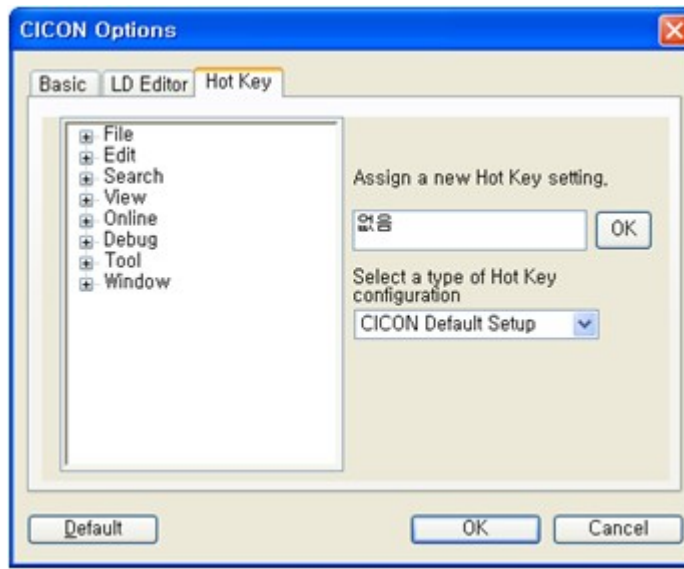 CICON Options
Basic LD Editor Hot Key
File
Edit
Search
View
Online
Debug
Tool
Window
Assign a new Hot Key setting,
없음
OK
Select a type of Hot Key
configuration
CICON Default Setup
Default OK Cancel